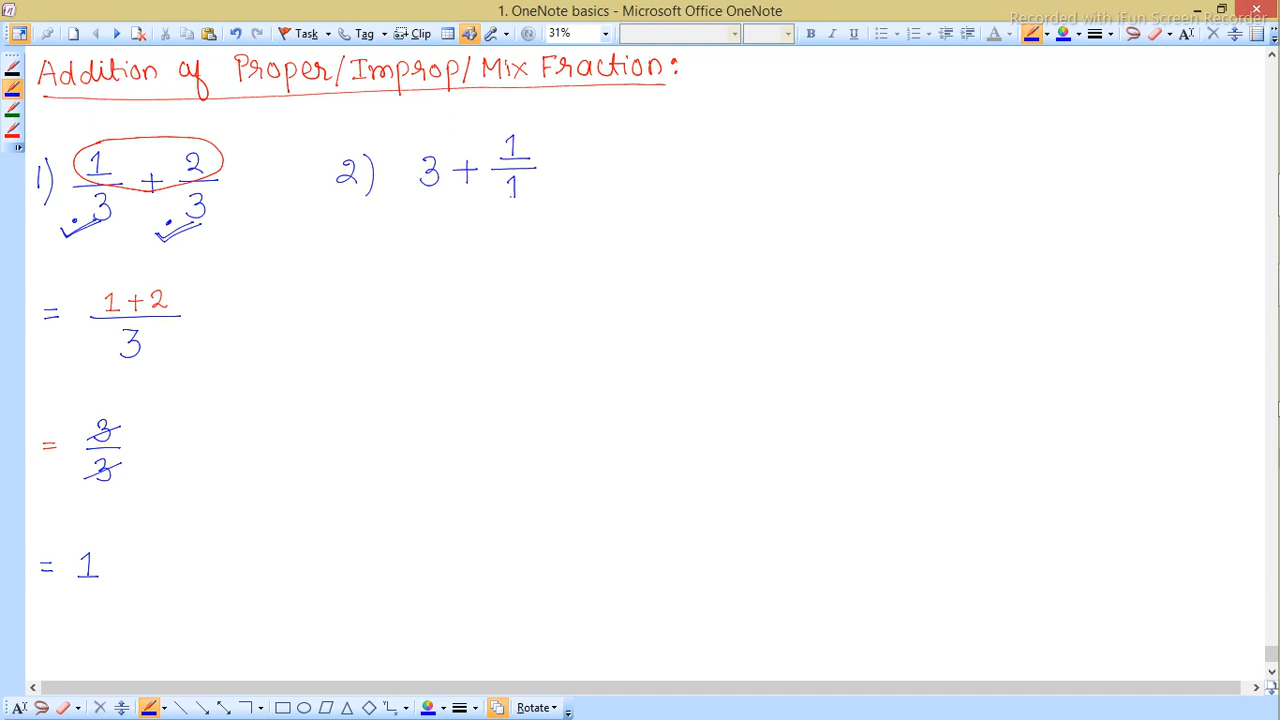 1. OneNote basics - Microsoft Office OneNote
Recorded with iFun Screen Recorder
Task Tag Clip 31% B I U A
Addition of Proper/Improp/Mix Fraction:
1) 1/3 + 2/3
2) 3 + 1/1
= 1+2/3
= 3/3
= 1
Rotate